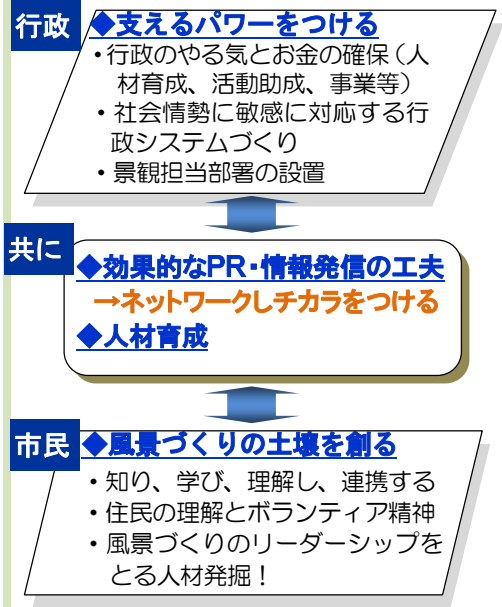 行政
◆支えるパワーをつける
・行政のやる気とお金の確保（人
材育成、活動助成、事業等）
・社会情勢に敏感に対応する行
政システムづくり
・景観担当部署の設置
共に
◆効果的なPR・情報発信の工夫
→ネットワークしチカラをつける
◆人材育成
市民
◆風景づくりの土壌を創る
・知り、学び、理解し、連携する
・住民の理解とボランティア精神
・風景づくりのリーダーシップを
とる人材発掘！